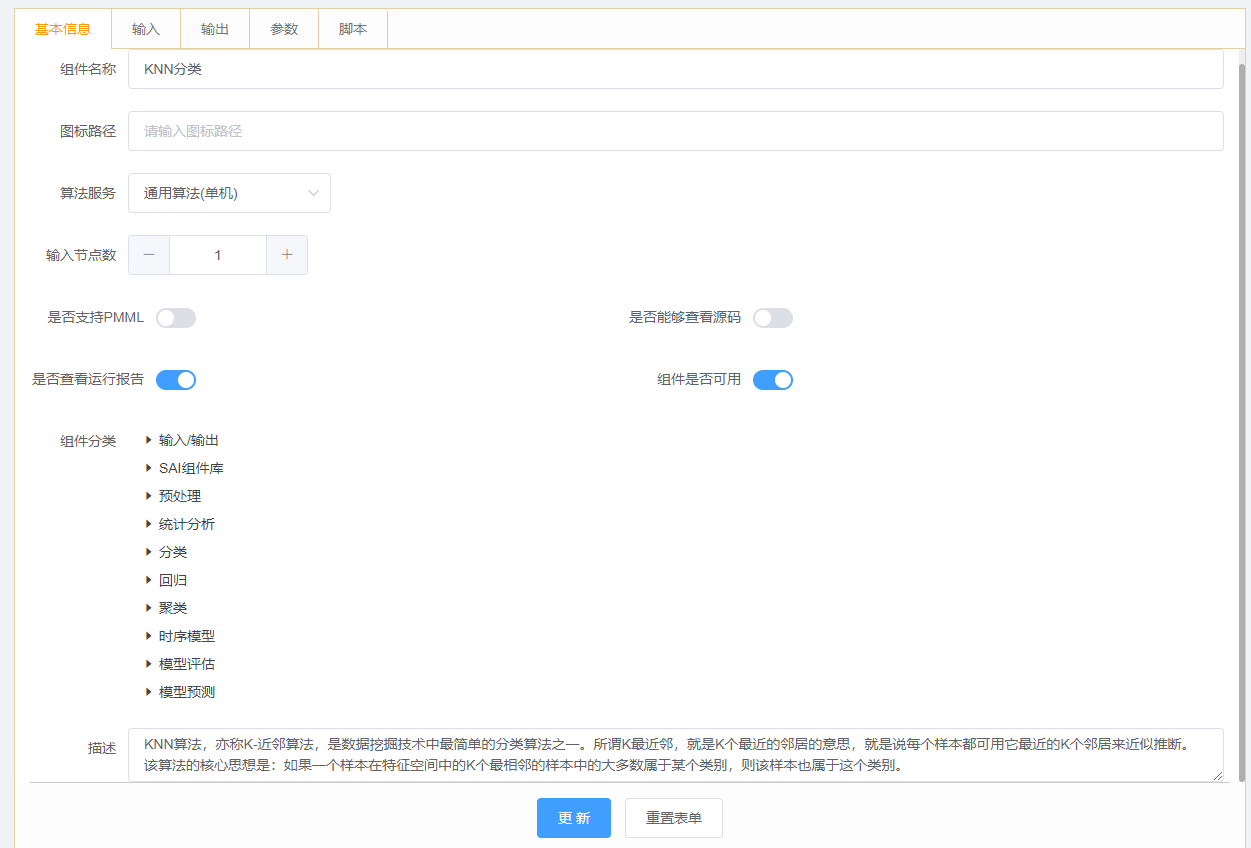 基本信息 输入 输出 参数 脚本
组件名称 KNN分类
图标路径 请输入图标路径
算法服务 通用算法(单机)
输入节点数 1
是否支持PMML 是否能够查看源码
是否查看运行报告 组件是否可用
组件分类 输入/输出
SAI组件库
预处理
统计分析
分类
回归
聚类
时序模型
模型评估
模型预测
描述 KNN算法，亦称K-近邻算法，是数据挖掘技术中最简单的分类算法之一。所谓K最近邻，就是K个最近的邻居的意思，就是说每个样本都可用它最近的K个邻居来近似推断。
该算法的核心思想是：如果一个样本在特征空间中的K个最相邻的样本中的大多数属于某个类别，则该样本也属于这个类别。
更新 重置表单